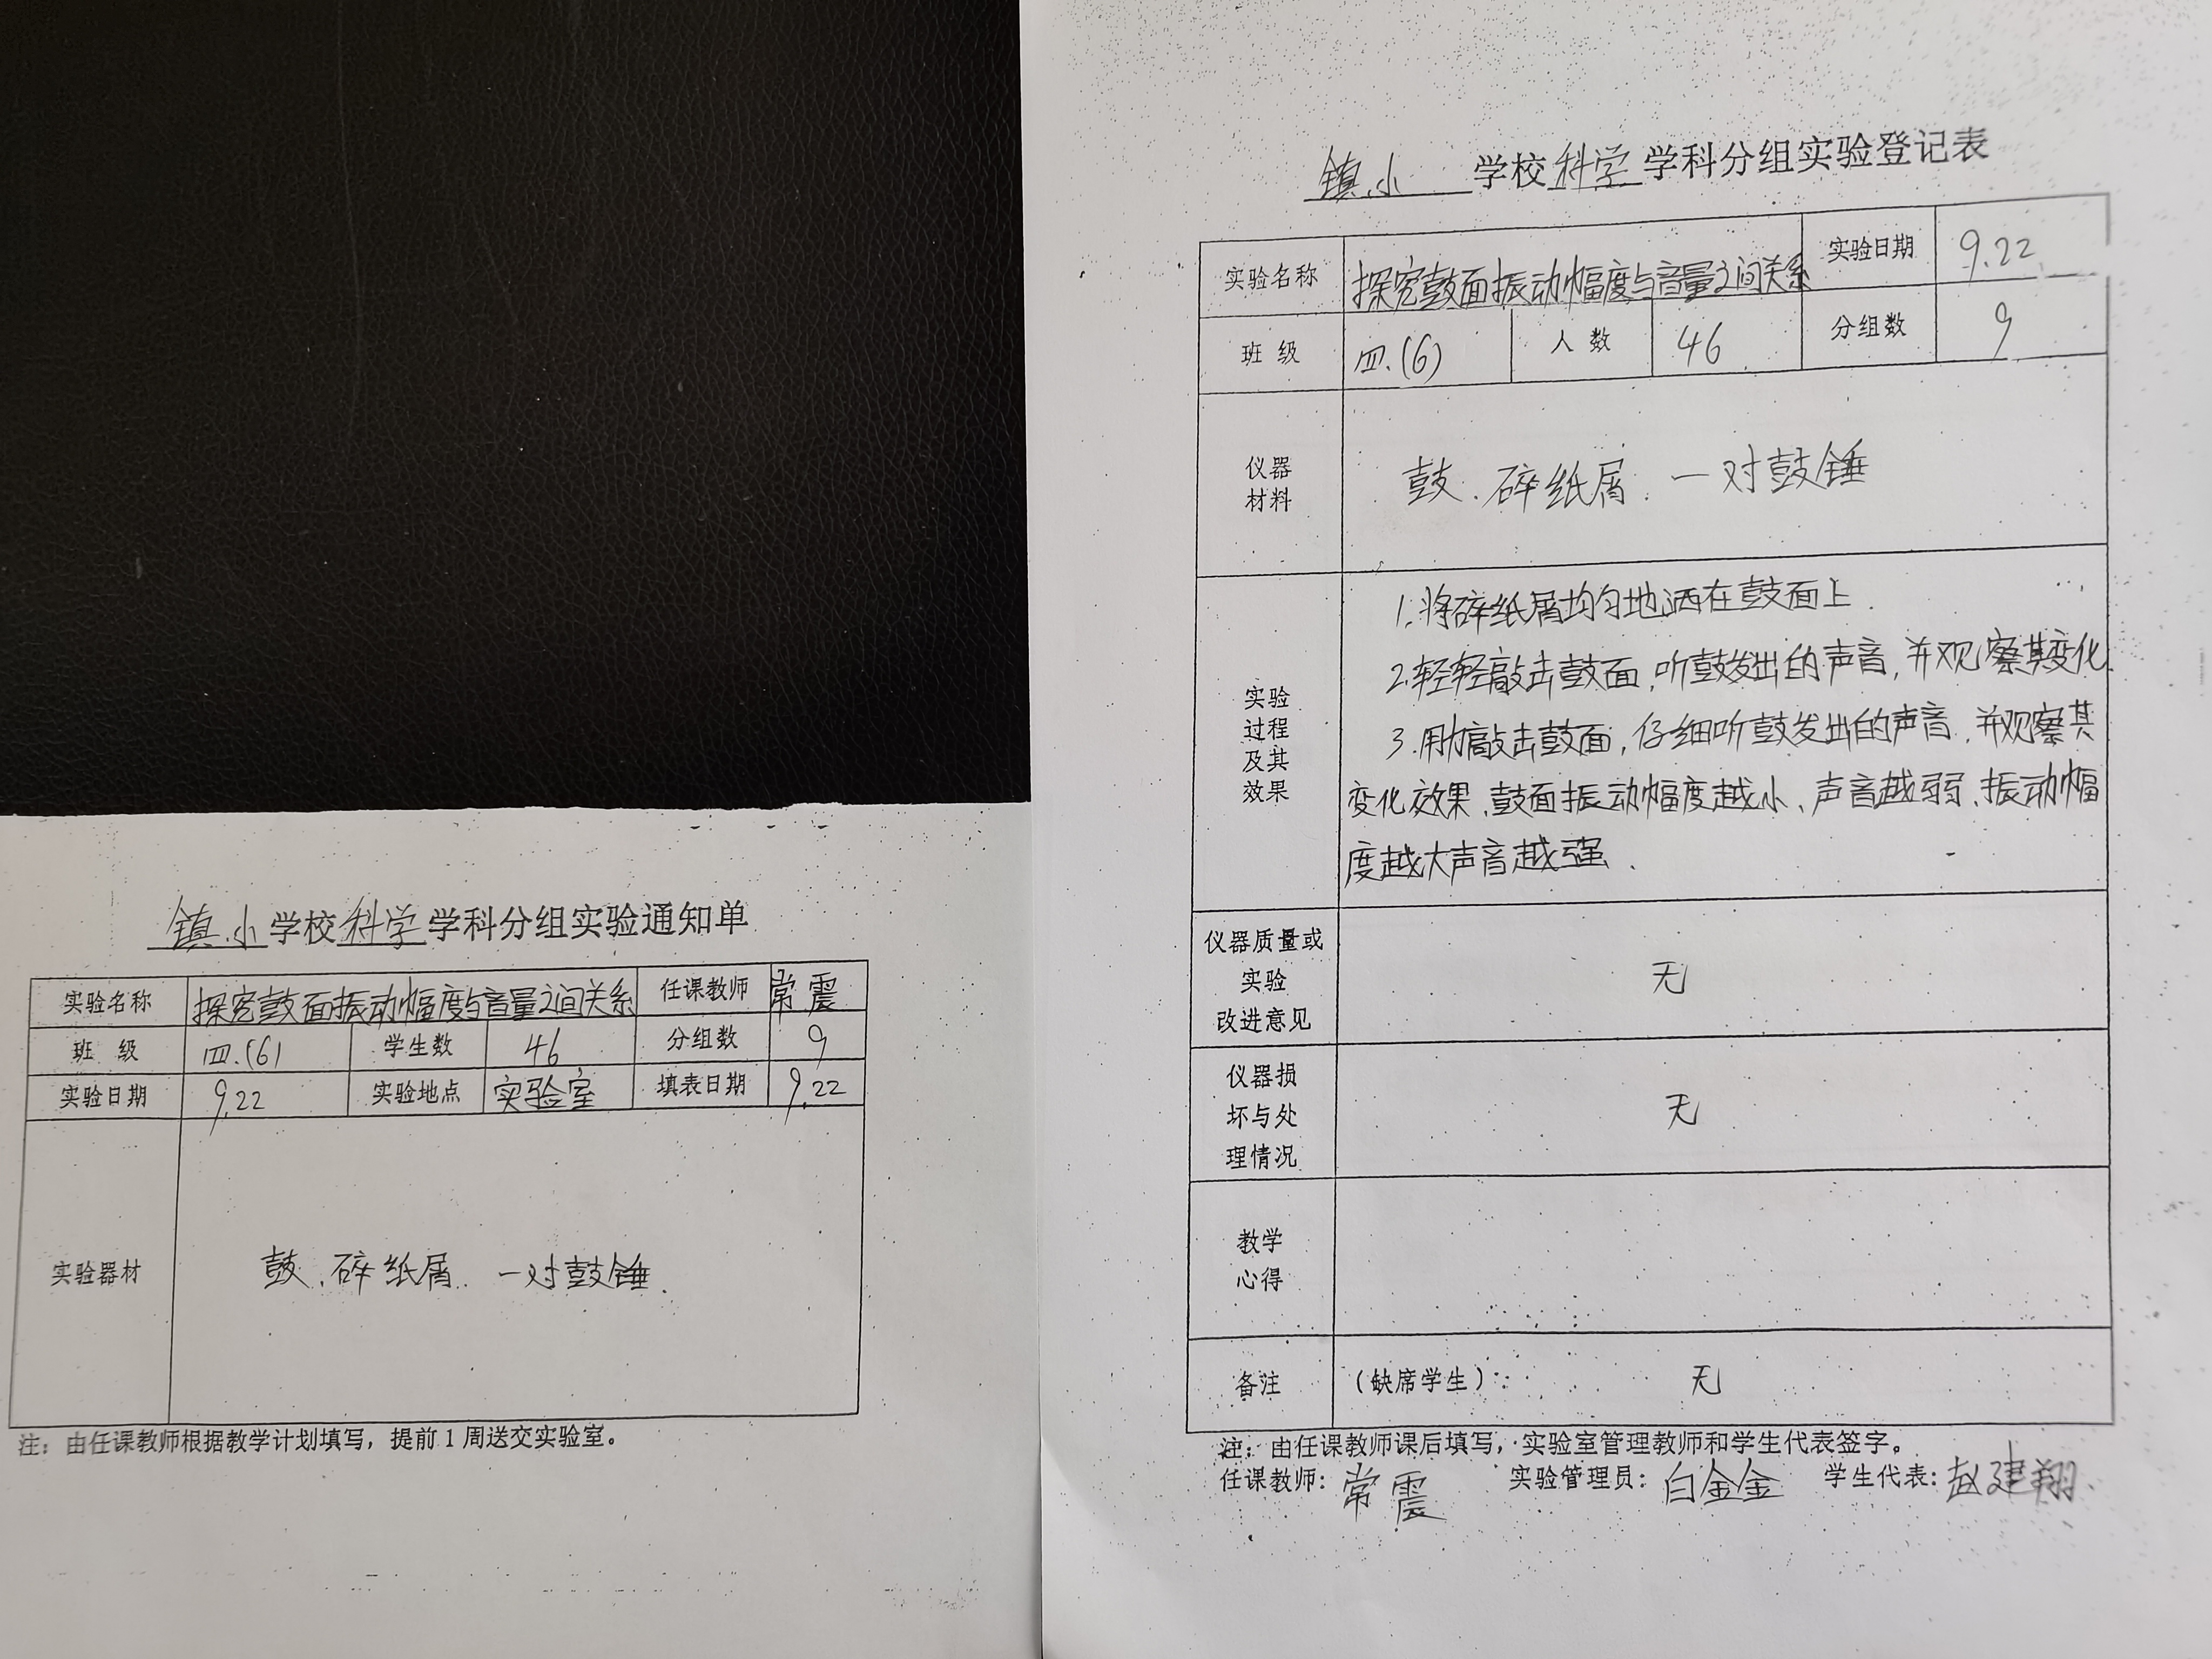 镇小学校科学学科分组实验通知单
实验名称 探究鼓面振动幅度与音量之间关系 任课教师 常震
班级 四.(6) 学生数 46 分组数 9
实验日期 9.22 实验地点 实验室 填表日期 9.22
实验器材 鼓.碎纸屑.一对鼓锤.
注：由任课教师根据教学计划填写，提前1周送交实验室。
镇.小 学校科学学科分组实验登记表
实验名称 探究鼓面振动幅度与音量之间关系 实验日期 9.22
班级 四.(6) 人数 46 分组数 9
仪器
材料
鼓.碎纸屑.一对鼓锤
实验
过程
及其
效果
1.将碎纸屑均匀地洒在鼓面上.
2.轻轻敲击鼓面,听鼓发出的声音,并观察其变化.
3.用力敲击鼓面,仔细听鼓发出的声音.并观察其
变化效果.鼓面振动幅度越小、声音越弱、振动幅
度越大声音越强.
仪器质量或
实验
改进意见
无
仪器损
坏与处
理情况
无
教学
心得
备注 （缺席学生）： 无
注：由任课教师课后填写，实验室管理教师和学生代表签字。
任课教师：常震 实验管理员：白金金 学生代表：赵建翔.